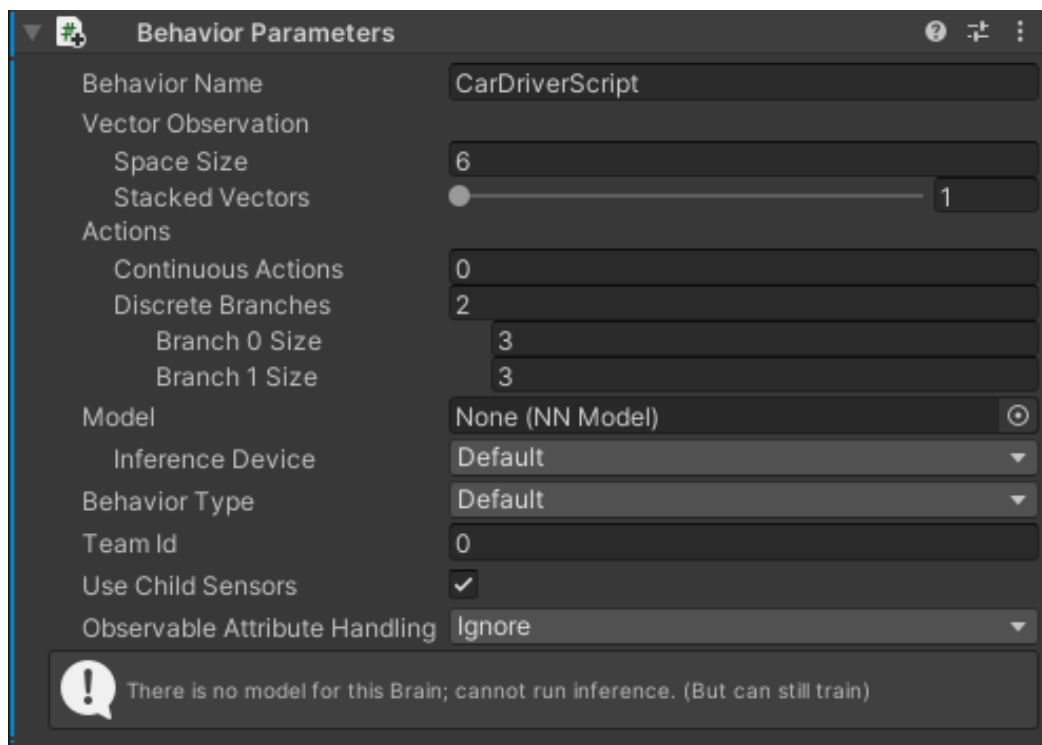 Behavior Parameters
Behavior Name CarDriverScript
Vector Observation
Space Size 6
Stacked Vectors 1
Actions
Continuous Actions 0
Discrete Branches 2
Branch 0 Size 3
Branch 1 Size 3
Model None (NN Model)
Inference Device Default
Behavior Type Default
Team Id 0
Use Child Sensors
Observable Attribute Handling Ignore
There is no model for this Brain; cannot run inference. (But can still train)